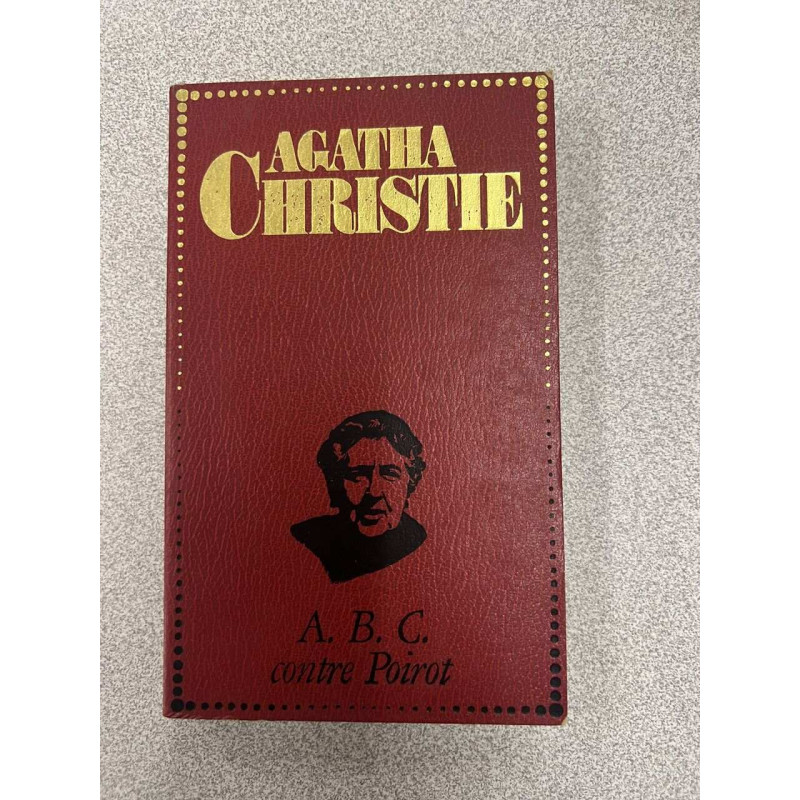 AGATHA
CHRISTIE
A. B. C.
contre Poirot